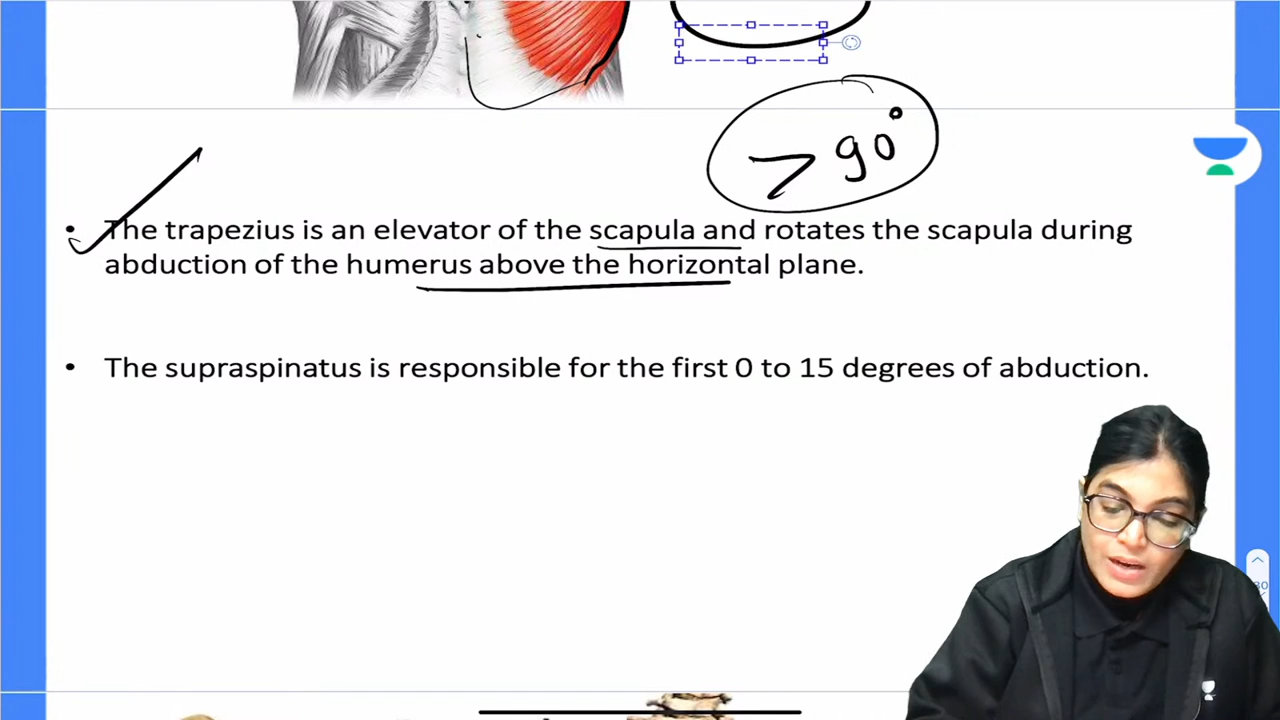 >90°
• The trapezius is an elevator of the scapula and rotates the scapula during
abduction of the humerus above the horizontal plane.
• The supraspinatus is responsible for the first 0 to 15 degrees of abduction.